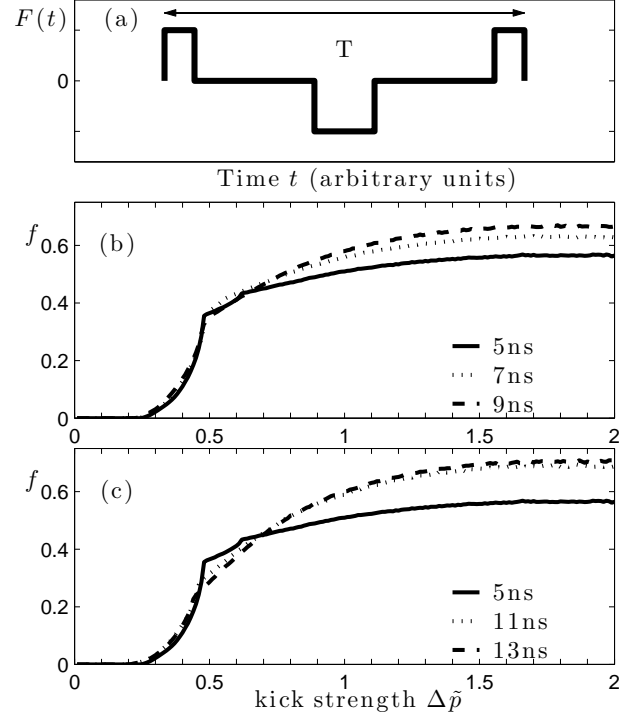 F(t)
(a)
T
0
Time t (arbitrary units)
f
(b)
0.6
0.4
0.2
0
5ns
7ns
9ns
0 0.5 1 1.5 2
f
(c)
0.6
0.4
0.2
0
5ns
11ns
13ns
0 0.5 1 1.5 2
kick strength Δp̃